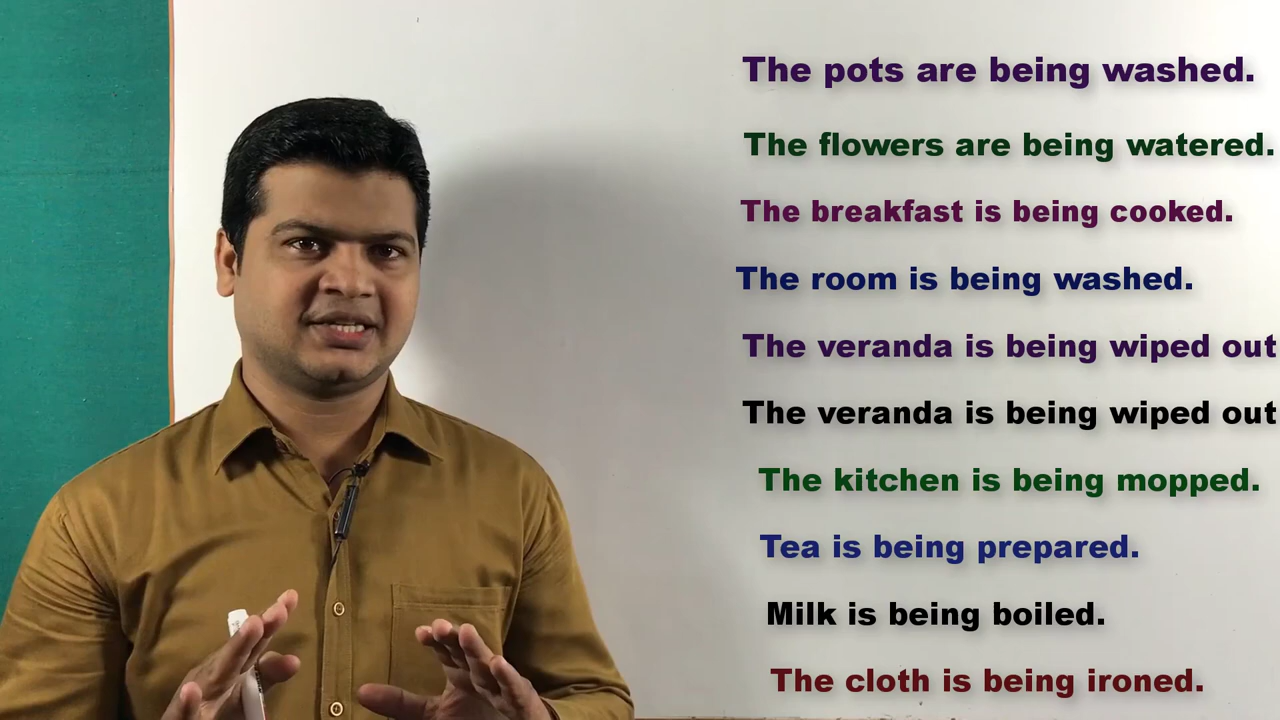 The pots are being washed.
The flowers are being watered.
The breakfast is being cooked.
The room is being washed.
The veranda is being wiped out
The veranda is being wiped out
The kitchen is being mopped.
Tea is being prepared.
Milk is being boiled.
The cloth is being ironed.